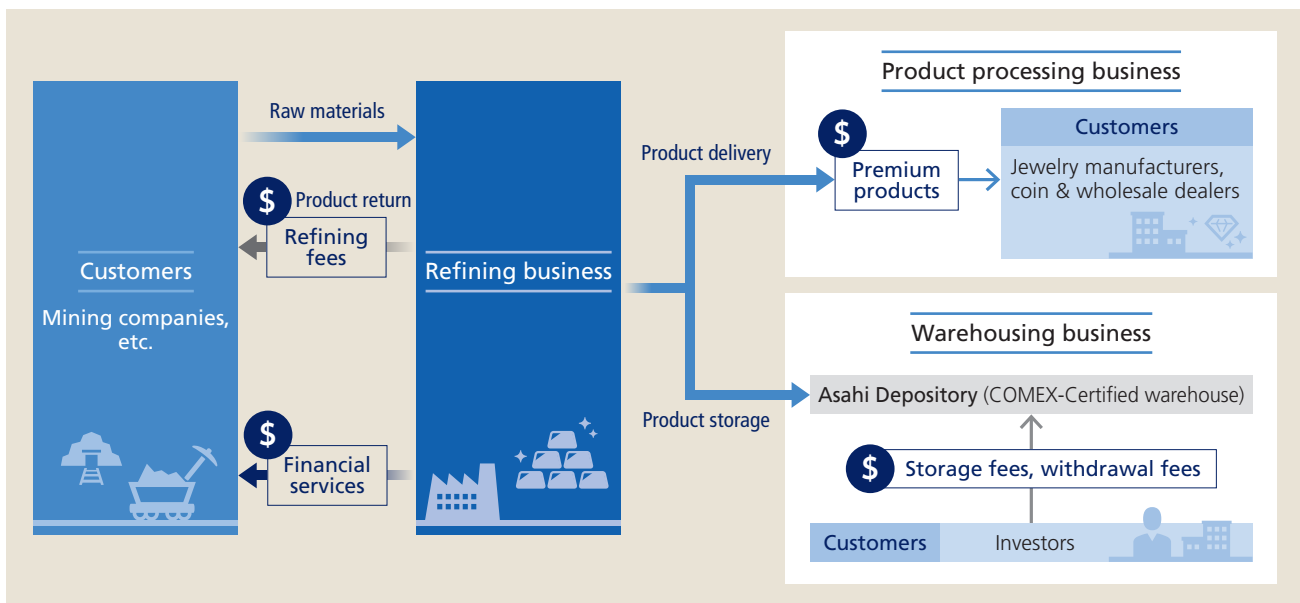 Customers
Mining companies,
etc.
Raw materials
$
Product return
Refining
fees
$
Financial
services
Refining business
Product delivery
Product storage
Product processing business
$
Premium
products
Customers
Jewelry manufacturers,
coin & wholesale dealers
Warehousing business
Asahi Depository (COMEX-Certified warehouse)
$
Storage fees, withdrawal fees
Customers
Investors